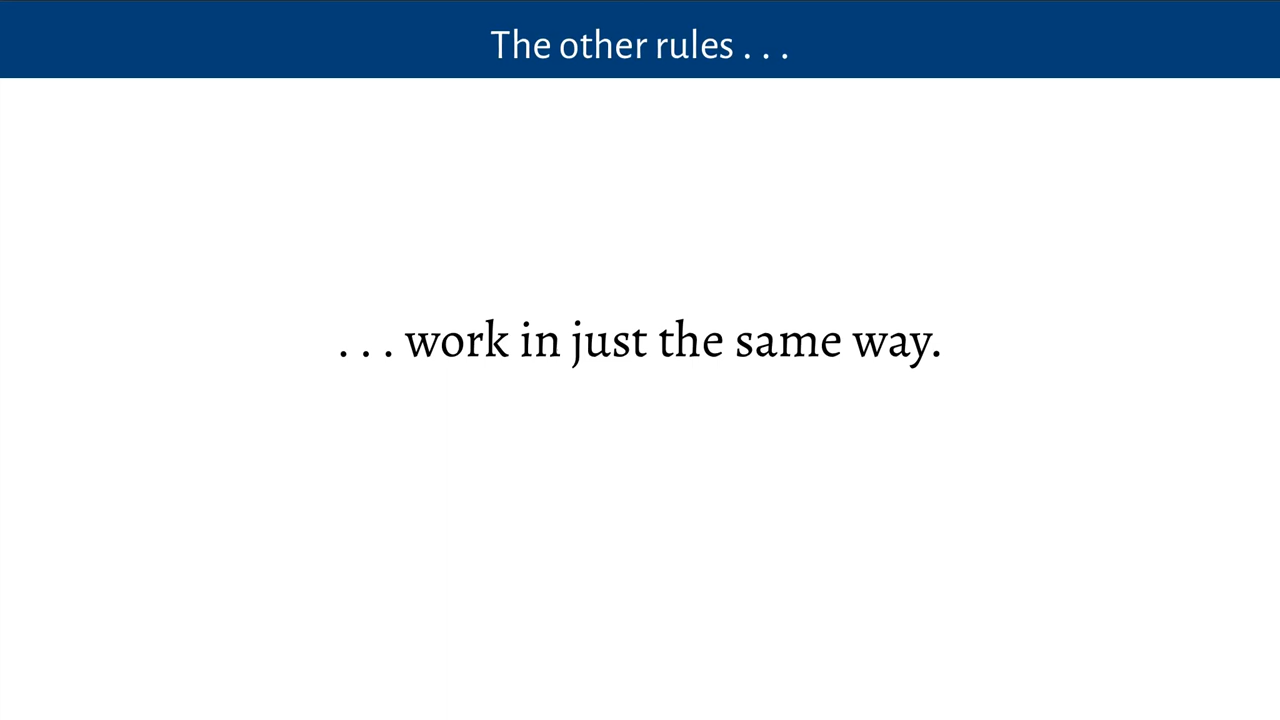 The other rules . . .
. . . work in just the same way.